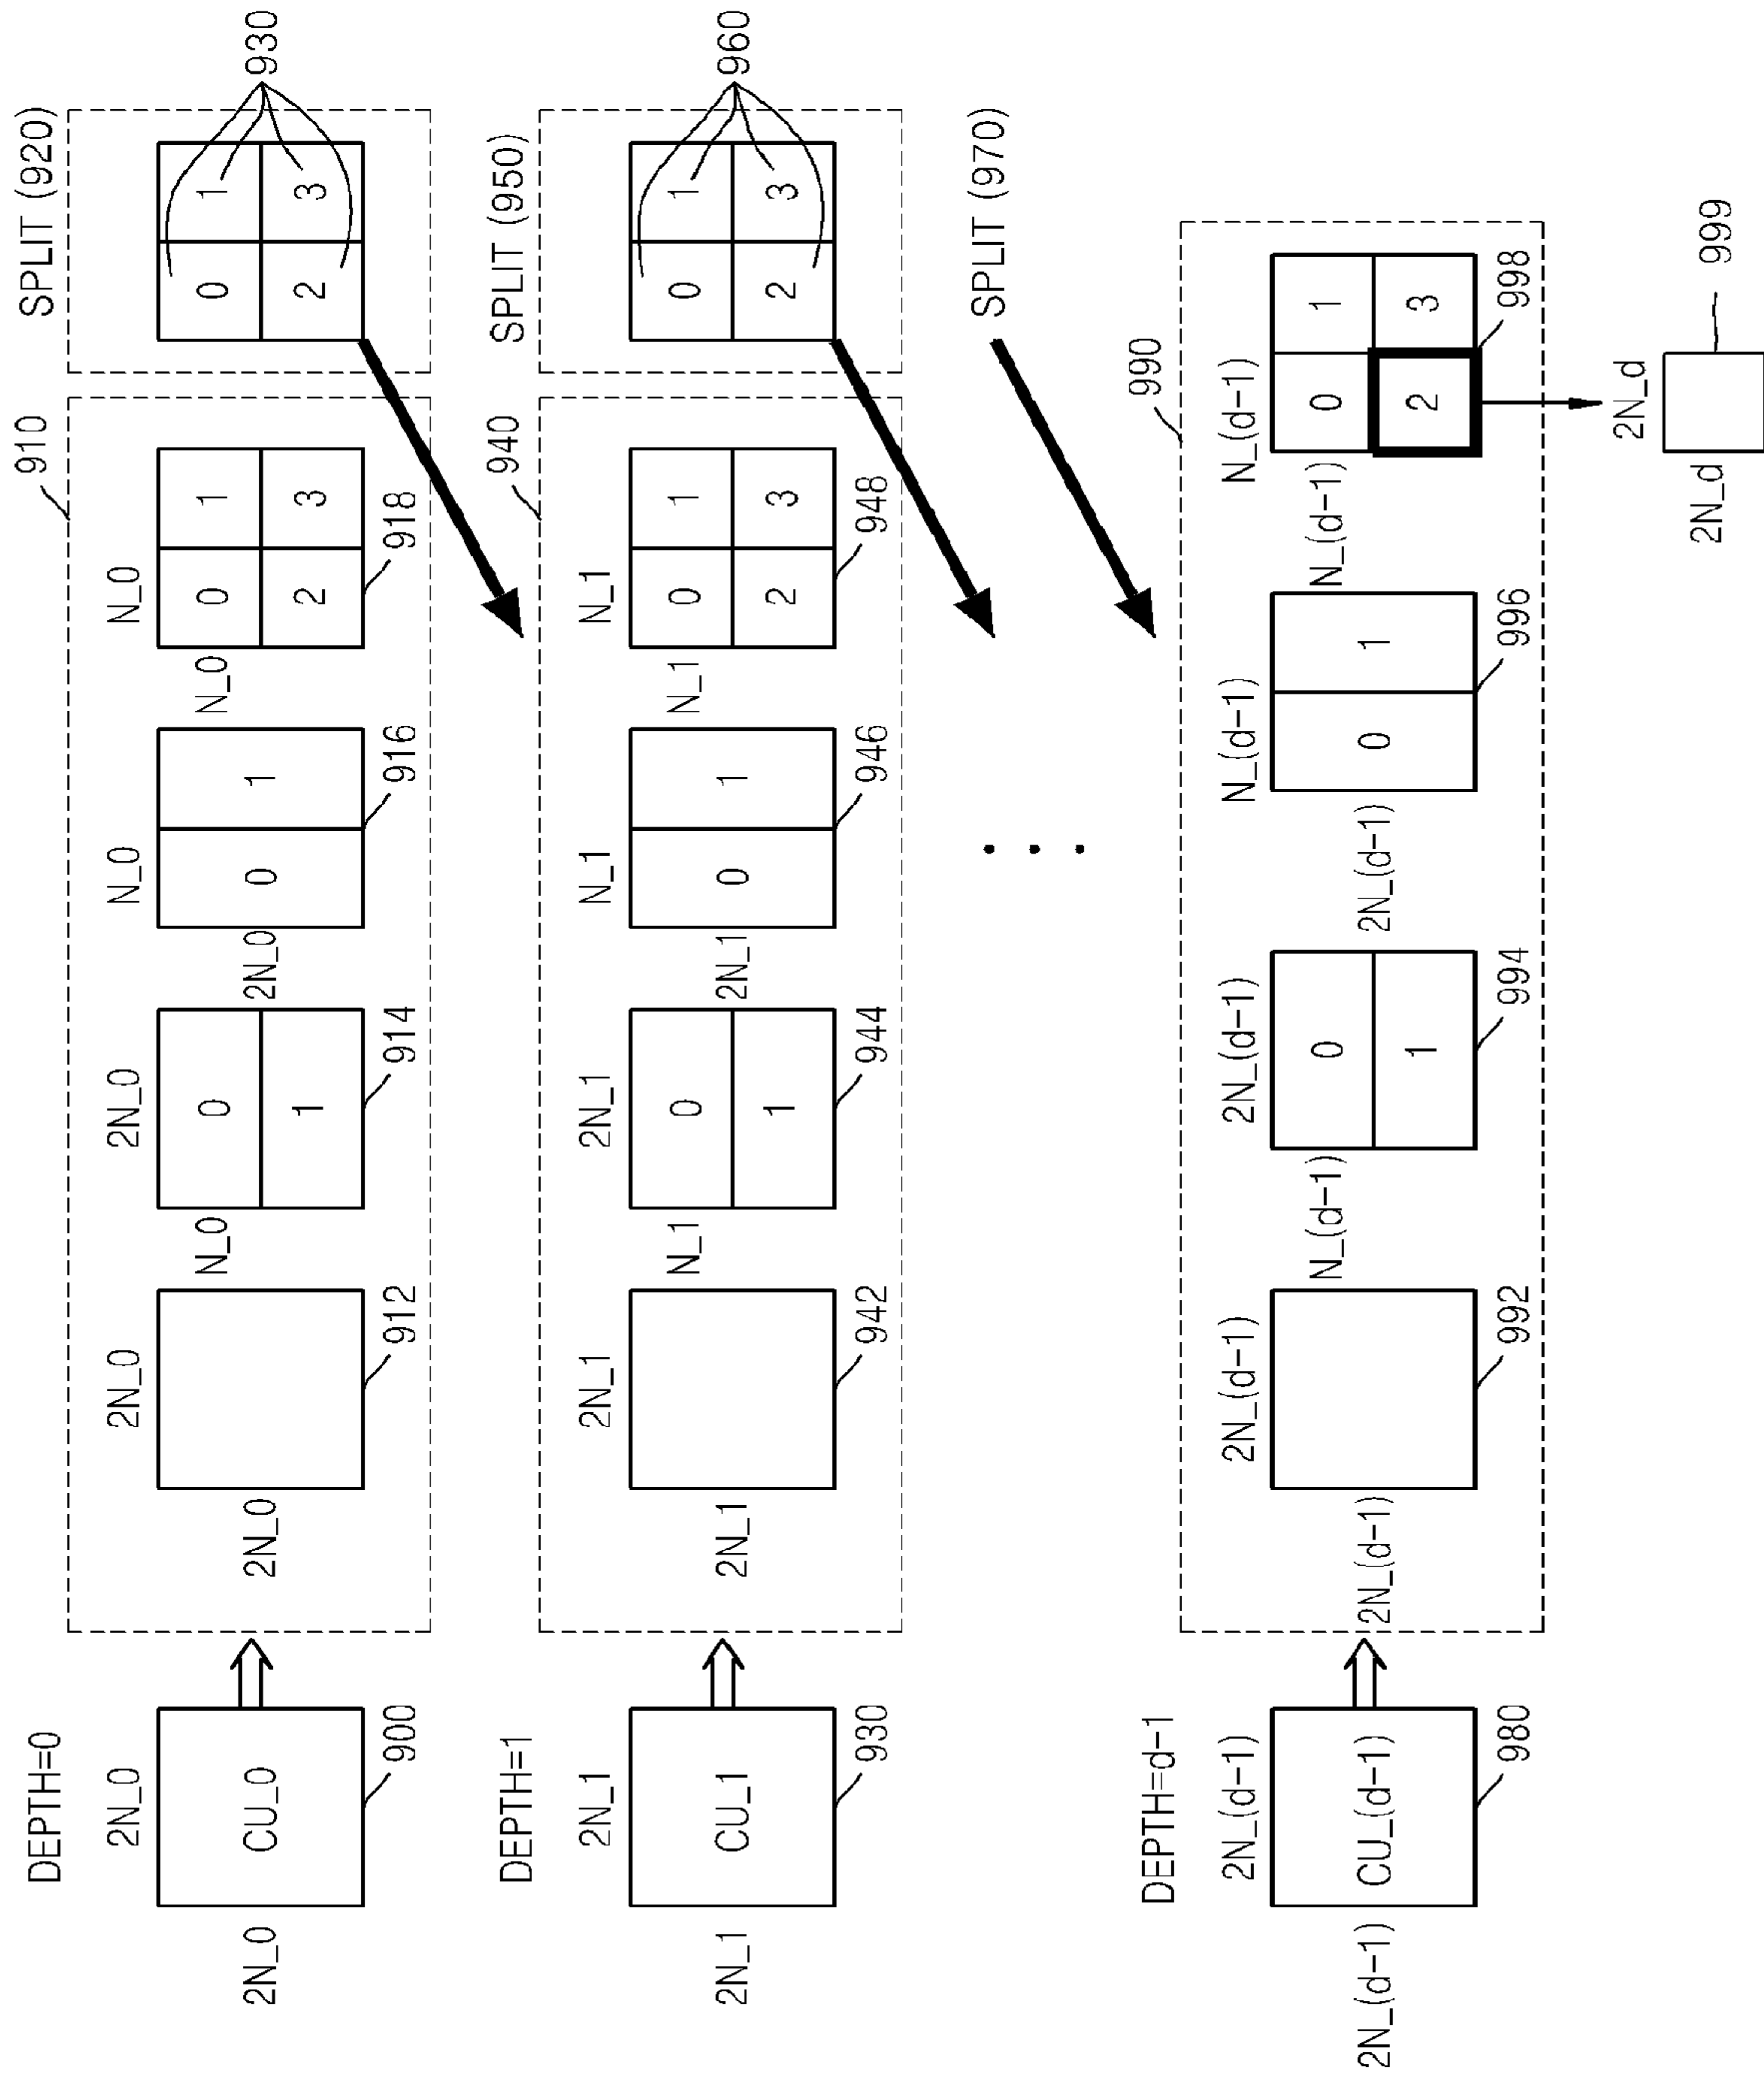 DEPTH=0
2N_0
2N_0
CU_0
900
910
2N_0
2N_0
912
2N_0
N_0
0
1
914
N_0
2N_0
0
1
916
N_0
N_0
0
1
2
3
918
SPLIT (920)
0
1
2
3
930
DEPTH=1
2N_1
2N_1
CU_1
930
940
2N_1
2N_1
942
2N_1
N_1
0
1
944
N_1
2N_1
0
1
946
N_1
N_1
0
1
2
3
948
SPLIT (950)
0
1
2
3
960
SPLIT (970)
DEPTH=d-1
2N_(d-1)
2N_(d-1)
CU_(d-1)
980
990
2N_(d-1)
2N_(d-1)
992
2N_(d-1)
N_(d-1)
0
1
994
N_(d-1)
2N_(d-1)
0
1
996
N_(d-1)
N_(d-1)
0
1
2
3
998
2N_d
2N_d
999